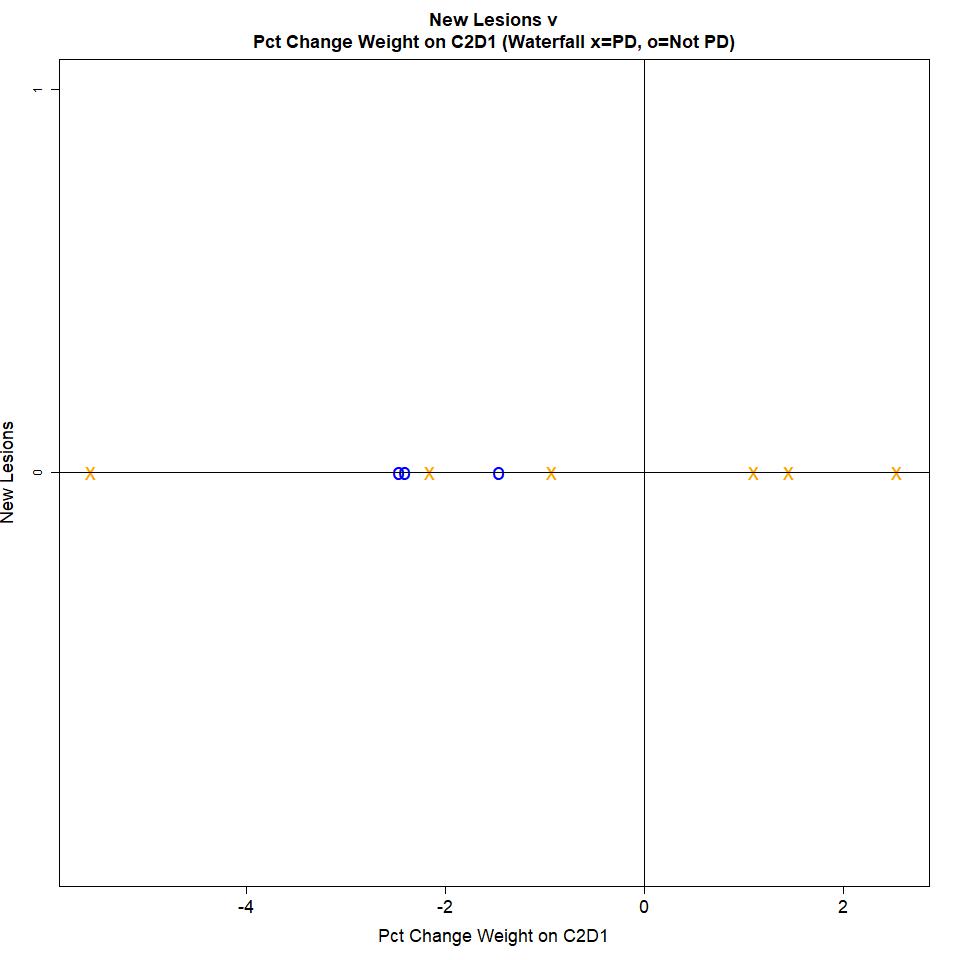 New Lesions v
Pct Change Weight on C2D1 (Waterfall x=PD, o=Not PD)
1
New Lesions
0
x
o
o
x
o
x
x
x
x
-4
-2
0
2
Pct Change Weight on C2D1